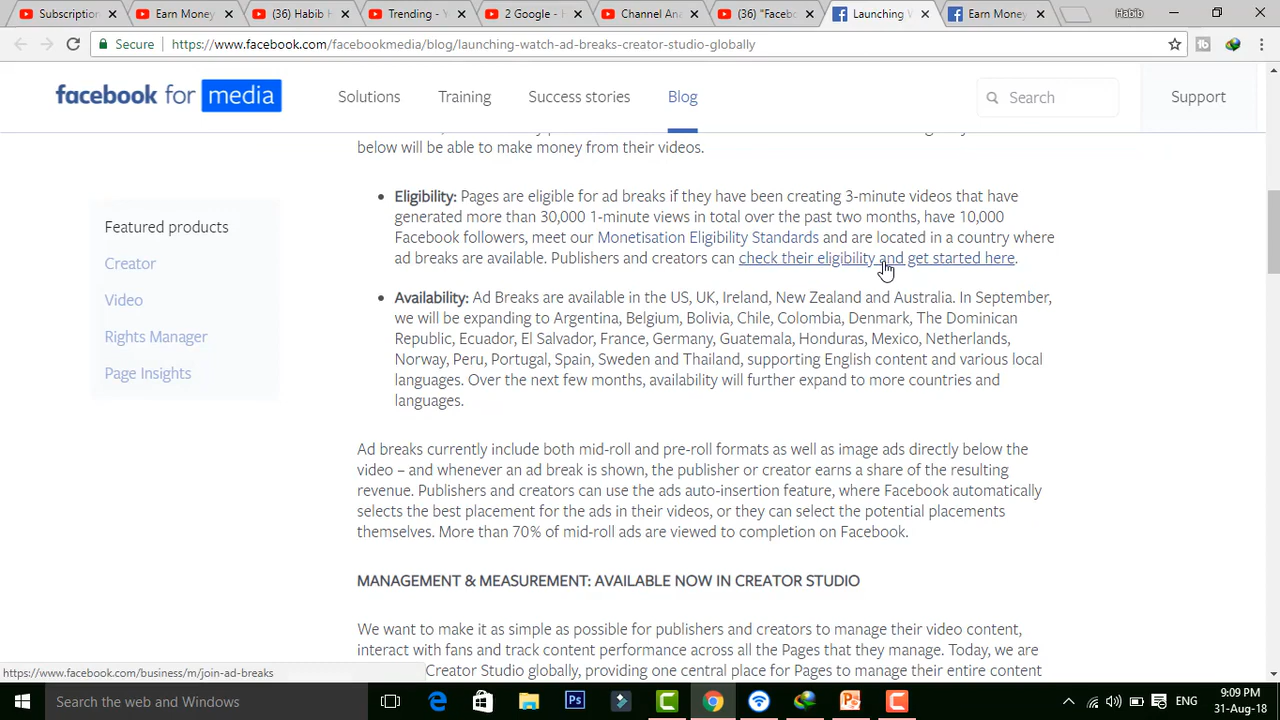 Subscription
Earn Money
(36) Habib H
Trending - Y
2 Google - H
Channel Ana
(36) "Facebo
Launching W
Earn Money
Habib
Secure
https://www.facebook.com/facebookmedia/blog/launching-watch-ad-breaks-creator-studio-globally
facebook for media
Solutions
Training
Success stories
Blog
Search
Support
below will be able to make money from their videos.
Featured products
Creator
Video
Rights Manager
Page Insights
• Eligibility: Pages are eligible for ad breaks if they have been creating 3-minute videos that have
generated more than 30,000 1-minute views in total over the past two months, have 10,000
Facebook followers, meet our Monetisation Eligibility Standards and are located in a country where
ad breaks are available. Publishers and creators can check their eligibility and get started here.
• Availability: Ad Breaks are available in the US, UK, Ireland, New Zealand and Australia. In September,
we will be expanding to Argentina, Belgium, Bolivia, Chile, Colombia, Denmark, The Dominican
Republic, Ecuador, El Salvador, France, Germany, Guatemala, Honduras, Mexico, Netherlands,
Norway, Peru, Portugal, Spain, Sweden and Thailand, supporting English content and various local
languages. Over the next few months, availability will further expand to more countries and
languages.
Ad breaks currently include both mid-roll and pre-roll formats as well as image ads directly below the
video – and whenever an ad break is shown, the publisher or creator earns a share of the resulting
revenue. Publishers and creators can use the ads auto-insertion feature, where Facebook automatically
selects the best placement for the ads in their videos, or they can select the potential placements
themselves. More than 70% of mid-roll ads are viewed to completion on Facebook.
MANAGEMENT & MEASUREMENT: AVAILABLE NOW IN CREATOR STUDIO
We want to make it as simple as possible for publishers and creators to manage their video content,
interact with fans and track content performance across all the Pages that they manage. Today, we are
Creator Studio globally, providing one central place for Pages to manage their entire content
https://www.facebook.com/business/m/join-ad-breaks
Search the web and Windows
ENG
9:09 PM
31-Aug-18